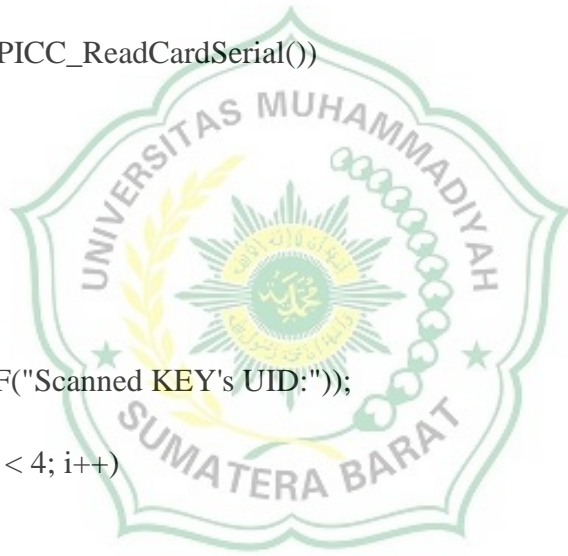 PICC_ReadCardSerial())
UNIVERSITAS MUHAMMADIYAH
F("Scanned KEY's UID:"));
< 4; i++)
SUMATERA BARAT